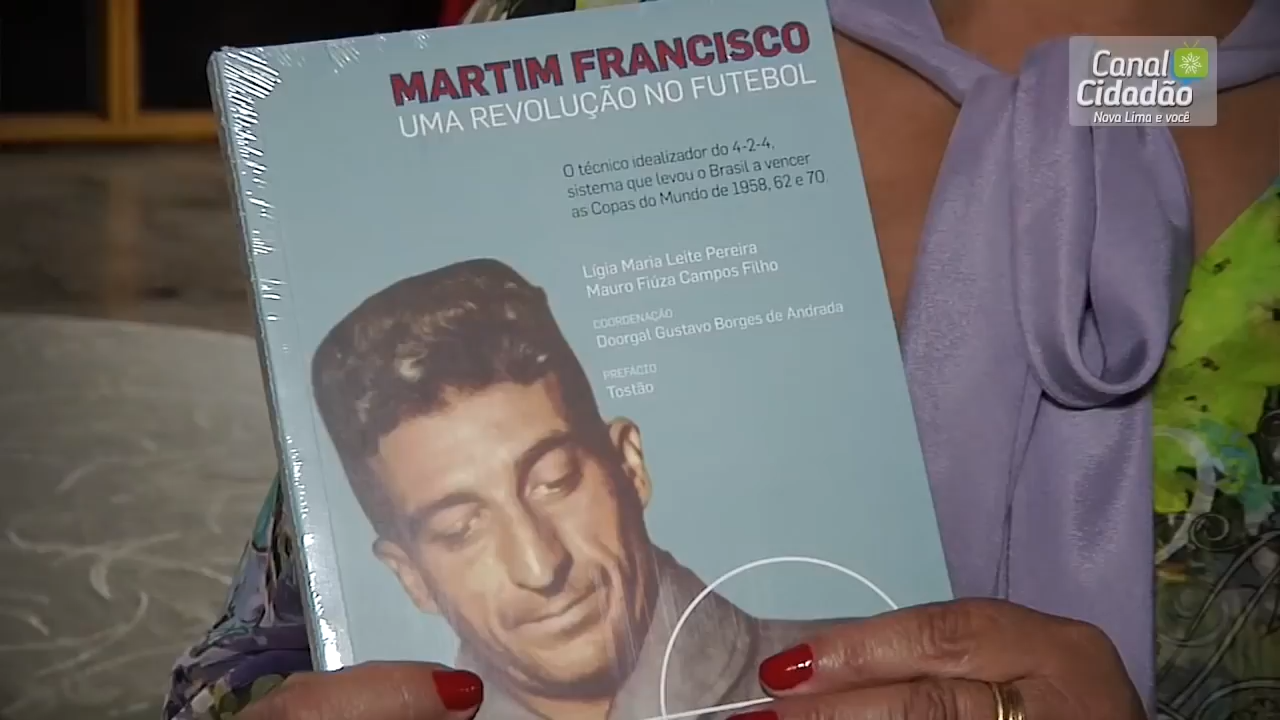 MARTIM FRANCISCO
UMA REVOLUÇÃO NO FUTEBOL
O técnico idealizador do 4-2-4,
sistema que levou o Brasil a vencer
as Copas do Mundo de 1958, 62 e 70.
Lígia Maria Leite Pereira
Mauro Fiúza Campos Filho
COORDENAÇÃO
Doorgal Gustavo Borges de Andrada
PREFÁCIO
Tostão
Canal
Cidadão
Nova Lima e você